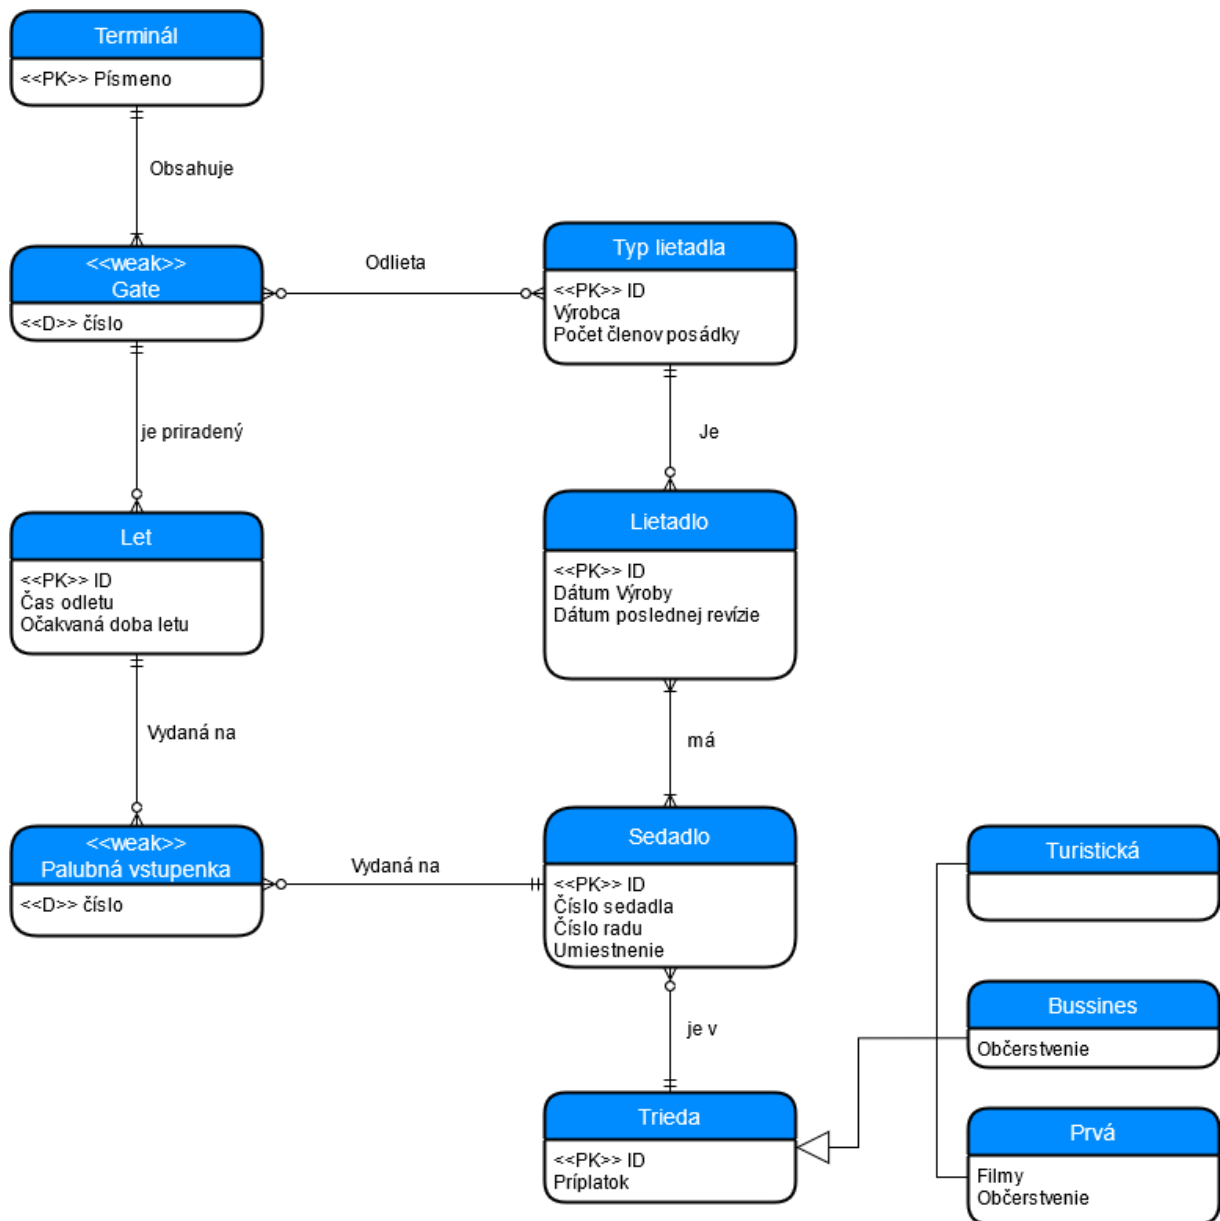 Terminál
<<PK>> Písmeno
Obsahuje
<<weak>>
Gate
<<D>> číslo
Odlieta
Typ lietadla
<<PK>> ID
Výrobca
Počet členov posádky
je priradený
Je
Let
<<PK>> ID
Čas odletu
Očakvaná doba letu
Lietadlo
<<PK>> ID
Dátum Výroby
Dátum poslednej revízie
Vydaná na
má
<<weak>>
Palubná vstupenka
<<D>> číslo
Vydaná na
Sedadlo
<<PK>> ID
Číslo sedadla
Číslo radu
Umiestnenie
Turistická
je v
Bussines
Občerstvenie
Trieda
<<PK>> ID
Príplatok
Prvá
Filmy
Občerstvenie